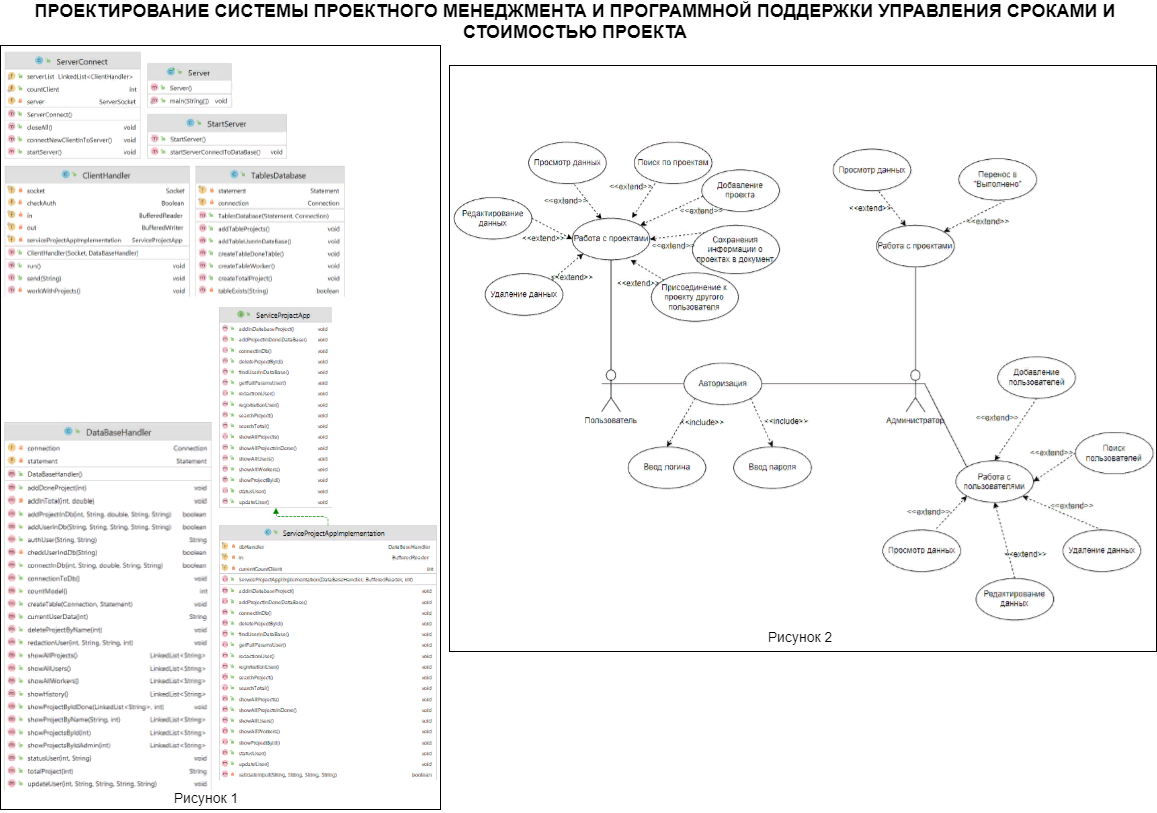 ПРОЕКТИРОВАНИЕ СИСТЕМЫ ПРОЕКТНОГО МЕНЕДЖМЕНТА И ПРОГРАММНОЙ ПОДДЕРЖКИ УПРАВЛЕНИЯ СРОКАМИ И
СТОИМОСТЬЮ ПРОЕКТА
ServerConnect
serverList LinkedList<ClientHandler>
countClient int
server ServerSocket
ServerConnect()
closeAll() void
connectNewClientInToServer() void
startServer() void
Server
Server()
main(String[]) void
StartServer
StartServer()
startServerConnectToDataBase() void
ClientHandler
socket Socket
checkAuth Boolean
in BufferedReader
out BufferedWriter
serviceProjectAppImplementation ServiceProjectApp
ClientHandler(Socket, DataBaseHandler)
run() void
send(String) void
workWithProjects() void
TablesDatabase
statement Statement
connection Connection
TablesDatabase(Statement, Connection)
addTableProjects() void
addTableUserInDataBase() void
createTableDoneTable() void
createTableWorker() void
createTotalProject() void
tableExists(String) boolean
ServiceProjectApp
addInDatabaseProject() void
addProjectInDoneDataBase() void
connectInDb() void
deleteProjectById() void
findUserInDataBase() void
getFullParamsUser() void
redactionUser() void
registrationUser() void
searchProject() void
searchTotal() void
showAllProjects() void
showAllProjectsInDone() void
showAllUsers() void
showAllWorkers() void
showProjectById() void
statusUser() void
updateUser() void
DataBaseHandler
connection Connection
statement Statement
DataBaseHandler()
addDoneProject(int) void
addInTotal(int, double) void
addProjectInDb(int, String, double, String, String) boolean
addUserInDb(String, String, String, String, String) boolean
authUser(String, String) String
checkUserIndDb(String) boolean
connectInDb(int, String, double, String, String) boolean
connectionToDb() void
countModel() int
createTable(Connection, Statement) void
currentUserData(int) String
deleteProjectByName(int) void
redactionUser(int, String, String, int) void
showAllProjects() LinkedList<String>
showAllUsers() LinkedList<String>
showAllWorkers() LinkedList<String>
showHistory() LinkedList<String>
showProjectByIdDone(LinkedList<String>, int) void
showProjectByName(String, int) LinkedList<String>
showProjectsById(int) LinkedList<String>
showProjectsByIdAdmin(int) LinkedList<String>
statusUser(int, String) void
totalProject(int) String
updateUser(int, String, String, String, String) void
ServiceProjectAppImplementation
dbHandler DataBaseHandler
in BufferedReader
currentCountClient int
ServiceProjectAppImplementation(DataBaseHandler, BufferedReader, int)
addInDatabaseProject() void
addProjectInDoneDataBase() void
connectInDb() void
deleteProjectById() void
findUserInDataBase() void
getFullParamsUser() void
redactionUser() void
registrationUser() void
searchProject() void
searchTotal() void
showAllProjects() void
showAllProjectsInDone() void
showAllUsers() void
showAllWorkers() void
showProjectById() void
statusUser() void
updateUser() void
validateInput(String, String, String, String) boolean
Рисунок 1
Просмотр данных
Поиск по проектам
Добавление
проекта
<<extend>>
<<extend>>
<<extend>>
Редактирование
данных
<<extend>>
Работа с проектами
<<extend>>
Сохранения
информации о
проектах в документ
<<extend>>
<<extend>>
Удаление данных
Присоединение к
проекту другого
пользователя
Просмотр данных
Перенос в
"Выполнено"
<<extend>>
<<extend>>
Работа с проектами
Авторизация
Пользователь
Администратор
<<include>>
<<include>>
Ввод логина
Ввод пароля
Добавление
пользователей
<<extend>>
Поиск
пользователей
<<extend>>
Работа с
пользователями
<<extend>>
<<extend>>
Просмотр данных
<<extend>>
Удаление данных
Редактирование
данных
Рисунок 2